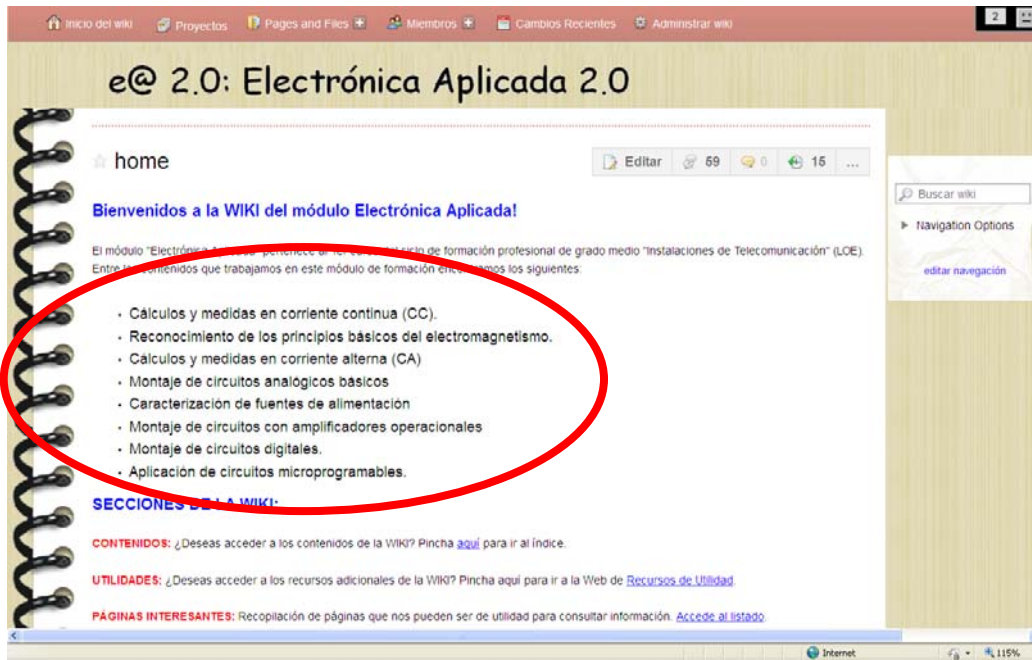 Inicio del wiki Proyectos Pages and Files Miembros Cambios Recientes Administrar wiki 2
e@ 2.0: Electrónica Aplicada 2.0
home Editar 59 0 15 ...
Buscar wiki
Bienvenidos a la WIKI del módulo Electrónica Aplicada!
Navigation Options
El módulo "Electrónica Aplicada" pertenece al 1er curso del ciclo de formación profesional de grado medio "Instalaciones de Telecomunicación" (LOE).
Entre los contenidos que trabajamos en este módulo de formación encontramos los siguientes:
editar navegación
· Cálculos y medidas en corriente continua (CC).
· Reconocimiento de los principios básicos del electromagnetismo.
· Cálculos y medidas en corriente alterna (CA)
· Montaje de circuitos analógicos básicos
· Caracterización de fuentes de alimentación
· Montaje de circuitos con amplificadores operacionales
· Montaje de circuitos digitales.
· Aplicación de circuitos microprogramables.
SECCIONES DE LA WIKI:
CONTENIDOS: ¿Deseas acceder a los contenidos de la WIKI? Pincha aquí para ir al índice.
UTILIDADES: ¿Deseas acceder a los recursos adicionales de la WIKI? Pincha aquí para ir a la Web de Recursos de Utilidad.
PÁGINAS INTERESANTES: Recopilación de páginas que nos pueden ser de utilidad para consultar información. Accede al listado.
Internet 115%